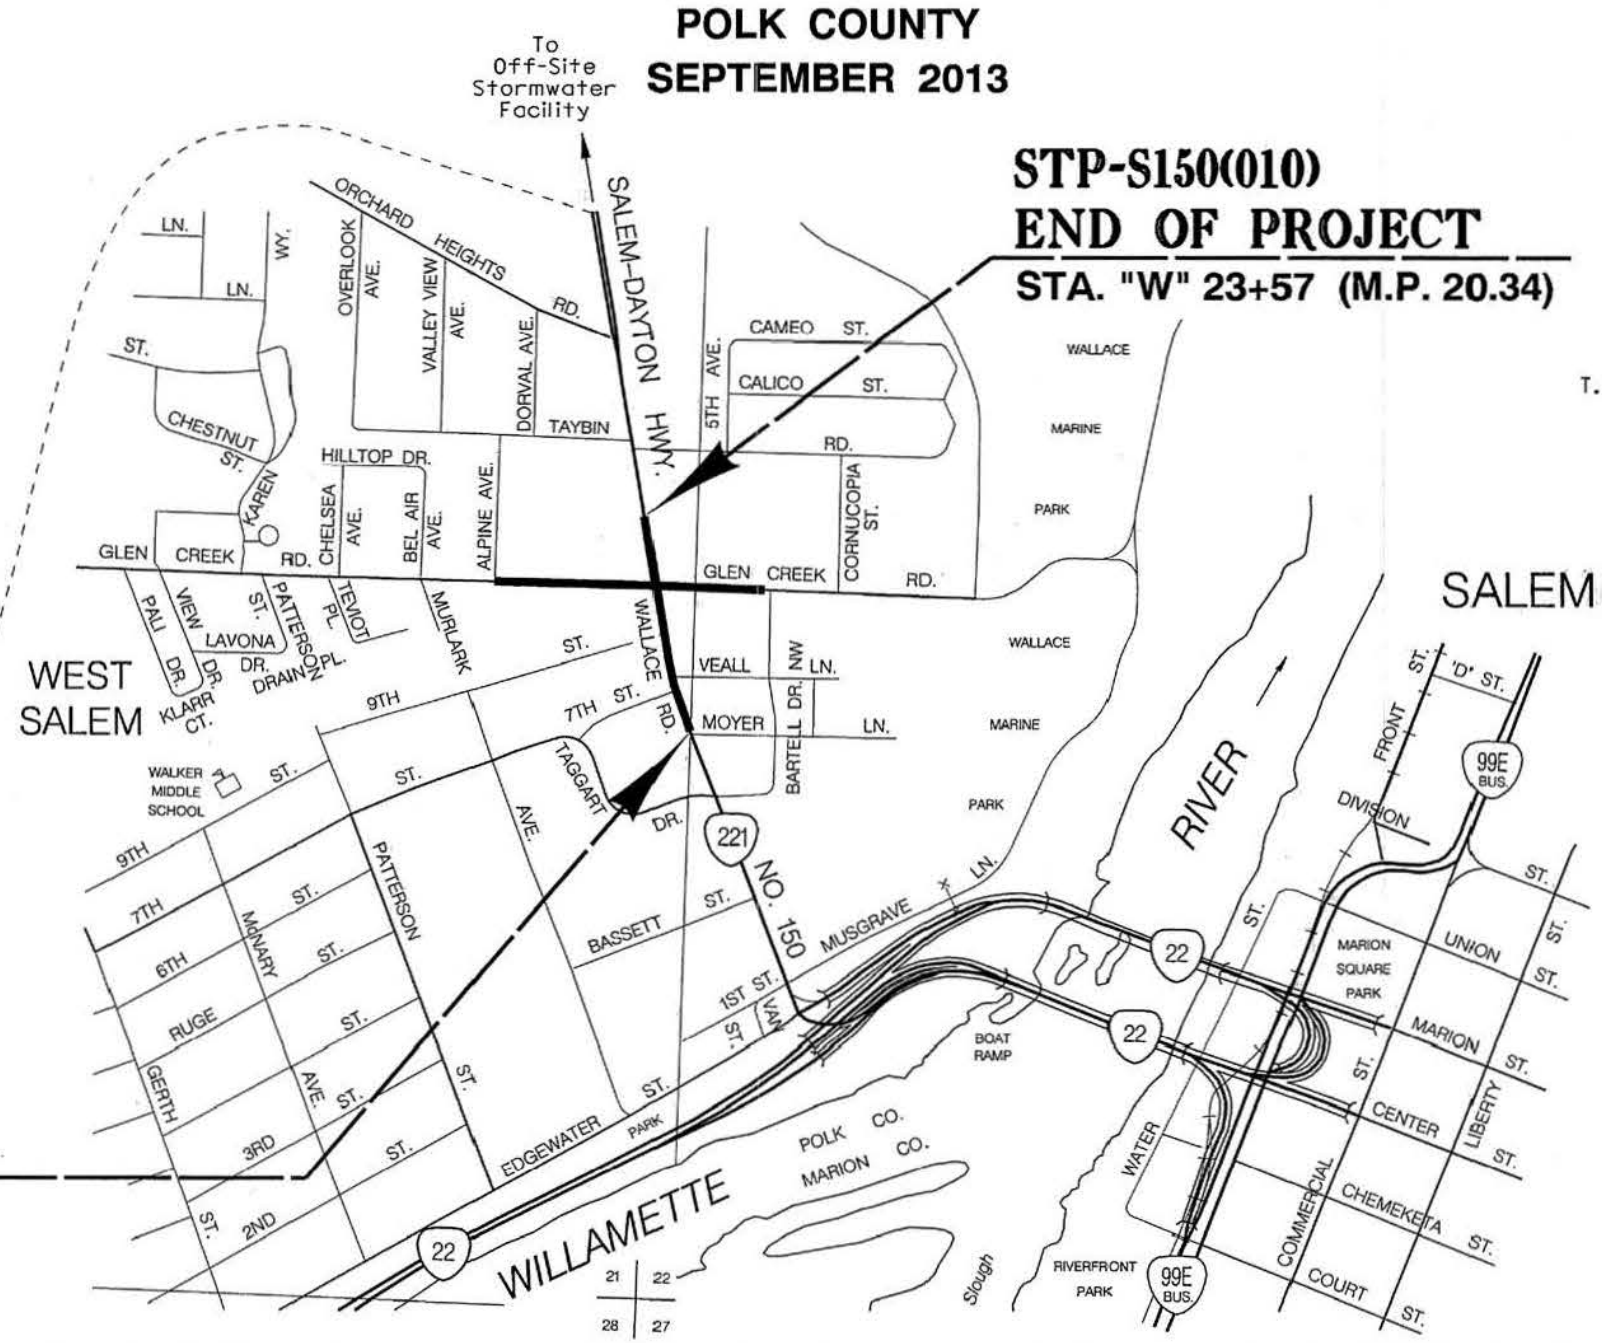 POLK COUNTY
SEPTEMBER 2013
To
Off-Site
Stormwater
Facility
STP-S150(010)
END OF PROJECT
STA. "W" 23+57 (M.P. 20.34)
T.
SALEM-DAYTON HWY.
ORCHARD HEIGHTS RD.
LN.
WY.
LN.
OVERLOOK AVE.
VALLEY VIEW AVE.
DORVAL AVE.
ST.
5TH AVE.
CAMEO ST.
CALICO ST.
WALLACE
MARINE
PARK
TAYBIN RD.
CHESTNUT ST.
HILLTOP DR.
KAREN
CHELSEA AVE.
BEL AIR AVE.
ALPINE AVE.
CORNUCOPIA ST.
GLEN CREEK RD.
GLEN CREEK RD.
SALEM
PALI DR.
VIEW DR.
LAVONA DR.
ST.
PATTERSON
DRAIN PL.
TEVIOT PL.
MURLARK
AVE.
KLARR CT.
WEST
SALEM
WALLACE RD.
WALLACE
MARINE
PARK
VEALL LN.
MOYER LN.
BARTELL DR. NW
9TH ST.
7TH ST.
TAGGART DR.
WALKER
MIDDLE
SCHOOL
9TH ST.
7TH ST.
6TH ST.
RUGE ST.
3RD ST.
2ND ST.
ST.
McNARY AVE.
PATTERSON ST.
GERTH ST.
221
NO. 150
BASSETT ST.
MUSGRAVE LN.
1ST ST.
VAN
ST.
EDGEWATER ST.
PARK
RIVER
FRONT ST.
'D' ST.
99E
BUS.
DIVISION
ST.
UNION ST.
MARION
SQUARE
PARK
22
22
22
BOAT
RAMP
MARION ST.
CENTER ST.
LIBERTY ST.
COMMERCIAL ST.
WATER ST.
CHEMEKETA ST.
COURT ST.
POLK CO.
MARION CO.
WILLAMETTE
Slough
RIVERFRONT
PARK
99E
BUS.
21 22
28 27